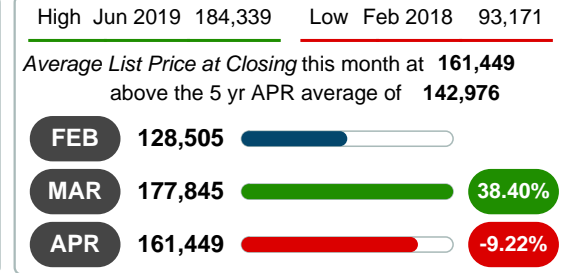 High Jun 2019 184,339 Low Feb 2018 93,171
Average List Price at Closing this month at 161,449
above the 5 yr APR average of 142,976
FEB 128,505
MAR 177,845 38.40%
APR 161,449 -9.22%